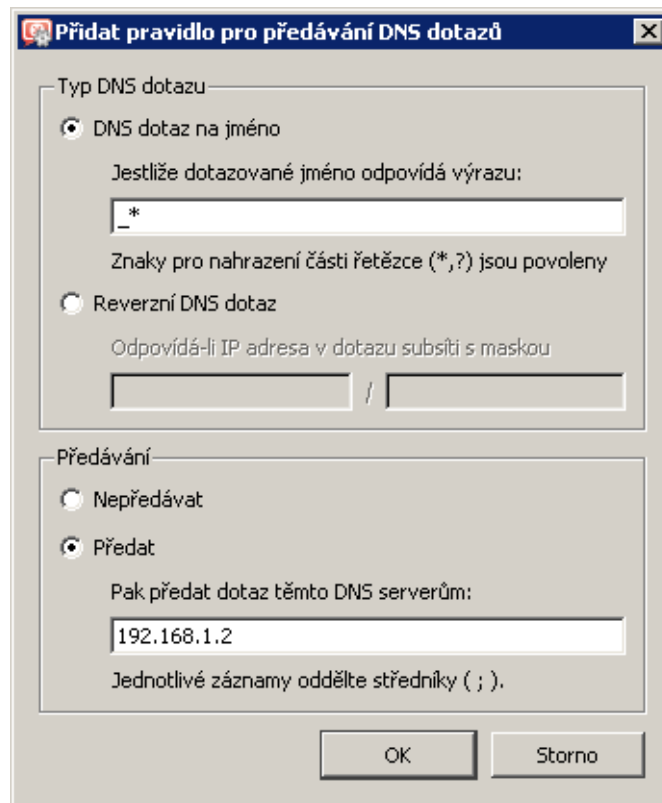 Přidat pravidlo pro předávání DNS dotazů
Typ DNS dotazu
DNS dotaz na jméno
Jestliže dotazované jméno odpovídá výrazu:
_*
Znaky pro nahrazení části řetězce (*,?) jsou povoleny
Reverzní DNS dotaz
Odpovídá-li IP adresa v dotazu subsíti s maskou
/
Předávání
Nepředávat
Předat
Pak předat dotaz těmto DNS serverům:
192.168.1.2
Jednotlivé záznamy oddělte středníky ( ; ).
OK Storno